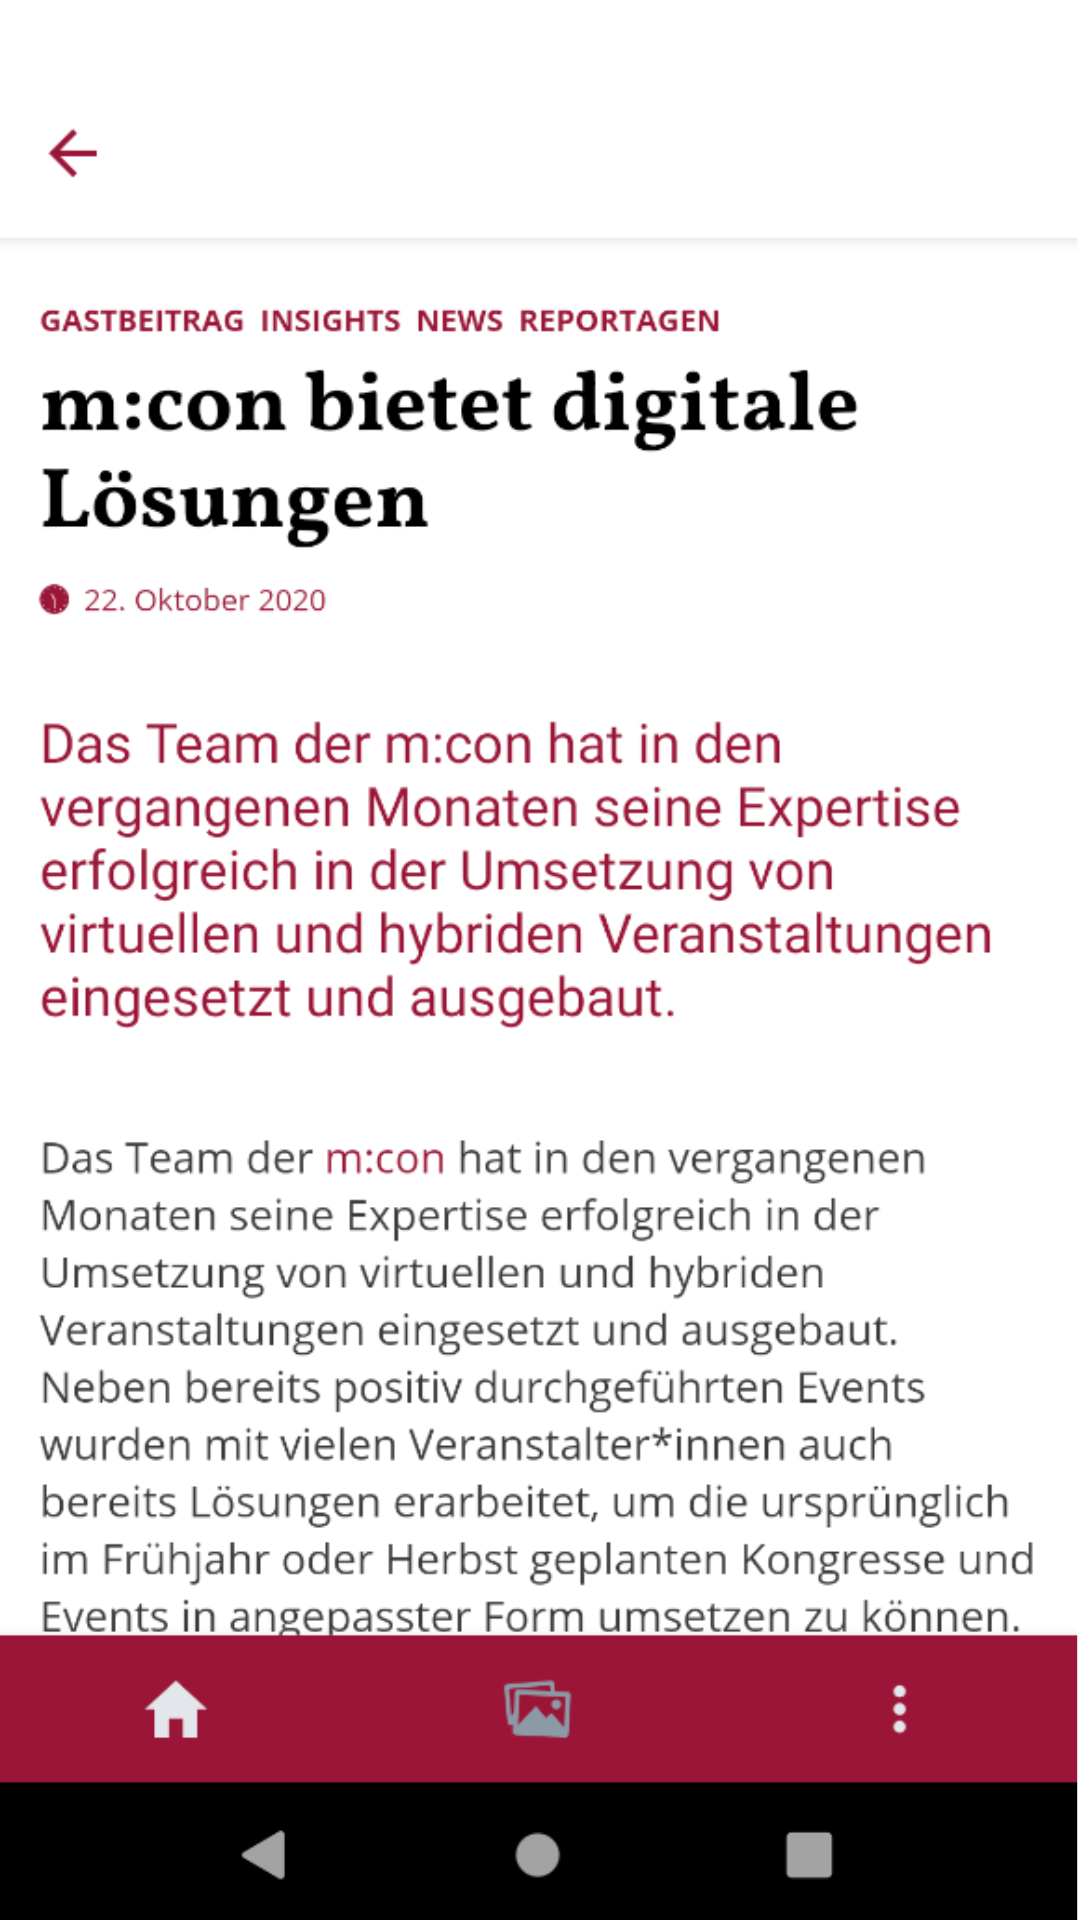 GASTBEITRAG INSIGHTS NEWS REPORTAGEN
m:con bietet digitale
Lösungen
22. Oktober 2020
Das Team der m:con hat in den
vergangenen Monaten seine Expertise
erfolgreich in der Umsetzung von
virtuellen und hybriden Veranstaltungen
eingesetzt und ausgebaut.
Das Team der m:con hat in den vergangenen
Monaten seine Expertise erfolgreich in der
Umsetzung von virtuellen und hybriden
Veranstaltungen eingesetzt und ausgebaut.
Neben bereits positiv durchgeführten Events
wurden mit vielen Veranstalter*innen auch
bereits Lösungen erarbeitet, um die ursprünglich
im Frühjahr oder Herbst geplanten Kongresse und
Events in angepasster Form umsetzen zu können.